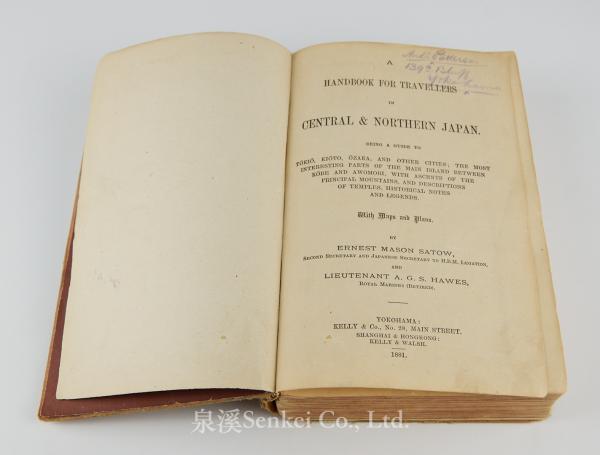 A
HANDBOOK FOR TRAVELLERS
IN
CENTRAL & NORTHERN JAPAN.
BEING A GUIDE TO
TŌKIŌ, KIŌTO, ŌZAKA, AND OTHER CITIES; THE MOST
INTERESTING PARTS OF THE MAIN ISLAND BETWEEN
KŌBE AND AWOMORI, WITH ASCENTS OF THE
PRINCIPAL MOUNTAINS, AND DESCRIPTIONS
OF TEMPLES, HISTORICAL NOTES
AND LEGENDS.
With Maps and Plans.
BY
ERNEST MASON SATOW,
SECOND SECRETARY AND JAPANESE SECRETARY TO H.B.M. LEGATION,
AND
LIEUTENANT A. G. S. HAWES,
ROYAL MARINES (RETIRED).
YOKOHAMA:
KELLY & Co., No. 28, MAIN STREET.
SHANGHAI & HONGKONG:
KELLY & WALSH.
1881.
Bluff
Yokohama
泉溪Senkei Co., Ltd.